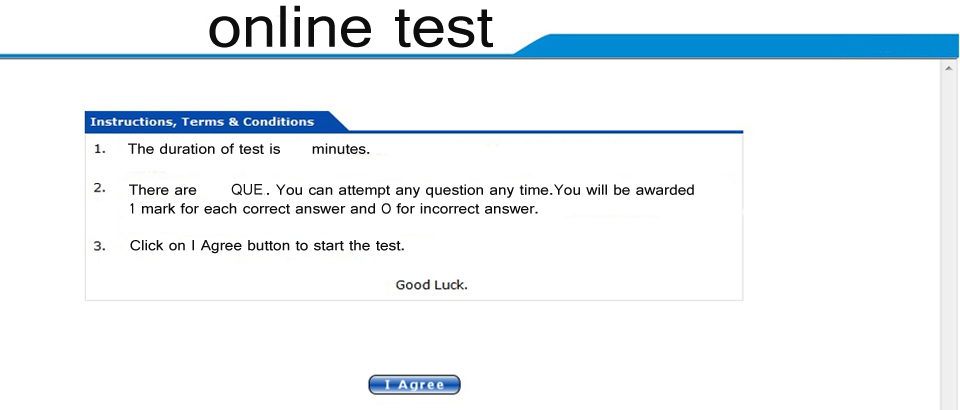 online test
Instructions, Terms & Conditions
1. The duration of test is minutes.
2. There are QUE. You can attempt any question any time.You will be awarded
1 mark for each correct answer and O for incorrect answer.
3. Click on I Agree button to start the test.
Good Luck.
I Agree